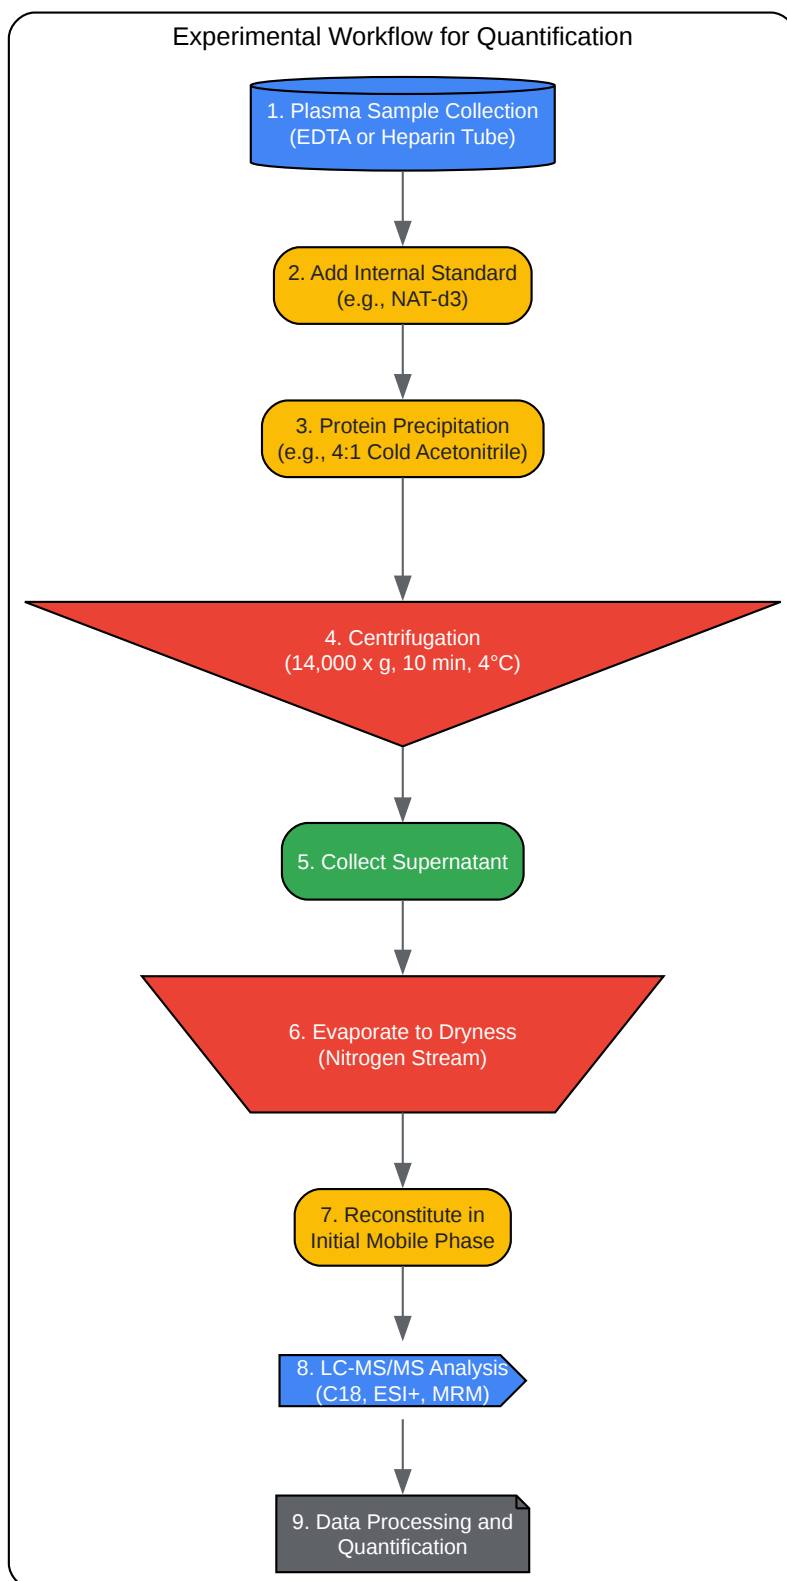 Experimental Workflow for Quantification
1. Plasma Sample Collection
(EDTA or Heparin Tube)
2. Add Internal Standard
(e.g., NAT-d3)
3. Protein Precipitation
(e.g., 4:1 Cold Acetonitrile)
4. Centrifugation
(14,000 x g, 10 min, 4°C)
5. Collect Supernatant
6. Evaporate to Dryness
(Nitrogen Stream)
7. Reconstitute in
Initial Mobile Phase
8. LC-MS/MS Analysis
(C18, ESI+, MRM)
9. Data Processing and
Quantification